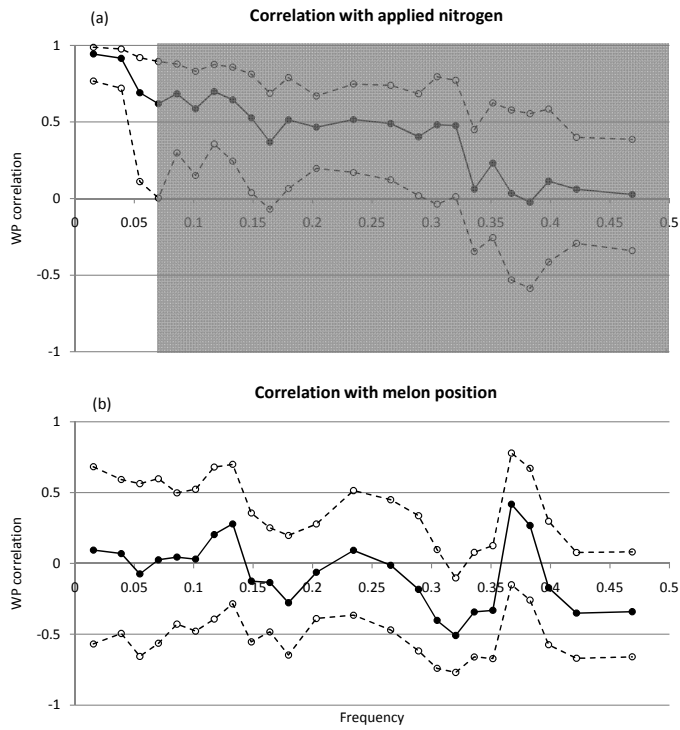 (a)
Correlation with applied nitrogen
1
0.5
0
-0.5
-1
WP correlation
0 0.05 0.1 0.15 0.2 0.25 0.3 0.35 0.4 0.45 0.5
(b)
Correlation with melon position
1
0.5
0
-0.5
-1
WP correlation
0 0.05 0.1 0.15 0.2 0.25 0.3 0.35 0.4 0.45 0.5
Frequency